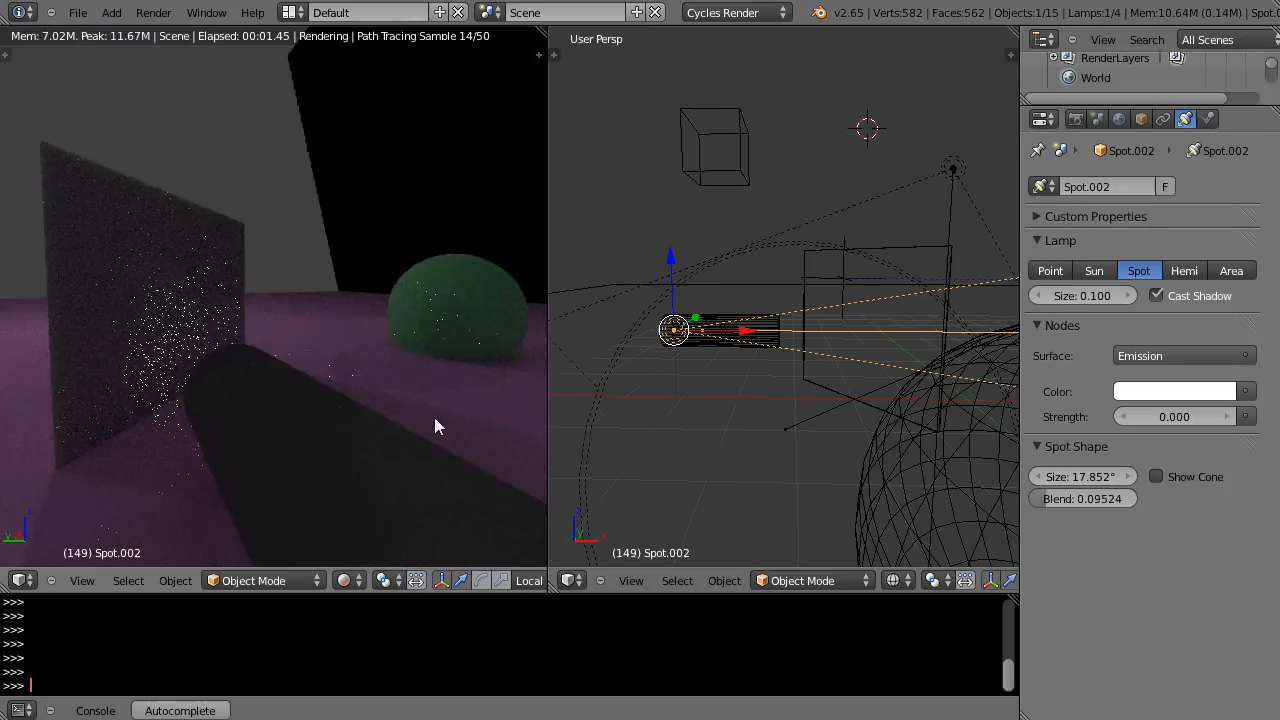 File Add Render Window Help Default Scene Cycles Render v2.65 | Verts:582 | Faces:562 | Objects:1/15 | Lamps:1/4 | Mem:10.64M (0.14M) | Spot.0
Mem: 7.02M. Peak: 11.67M | Scene | Elapsed: 00:01.45 | Rendering | Path Tracing Sample 14/50
User Persp
View Search All Scenes
RenderLayers
World
Spot.002 Spot.002
Spot.002 F
Custom Properties
Lamp
Point Sun Spot Hemi Area
Size: 0.100 Cast Shadow
Nodes
Surface: Emission
Color:
Strength: 0.000
Spot Shape
Size: 17.852° Show Cone
Blend: 0.09524
z
y x
(149) Spot.002
z
y x
(149) Spot.002
View Select Object Object Mode Local
View Select Object Object Mode
>>>
>>>
>>>
>>>
>>>
>>>
>>>
Console Autocomplete